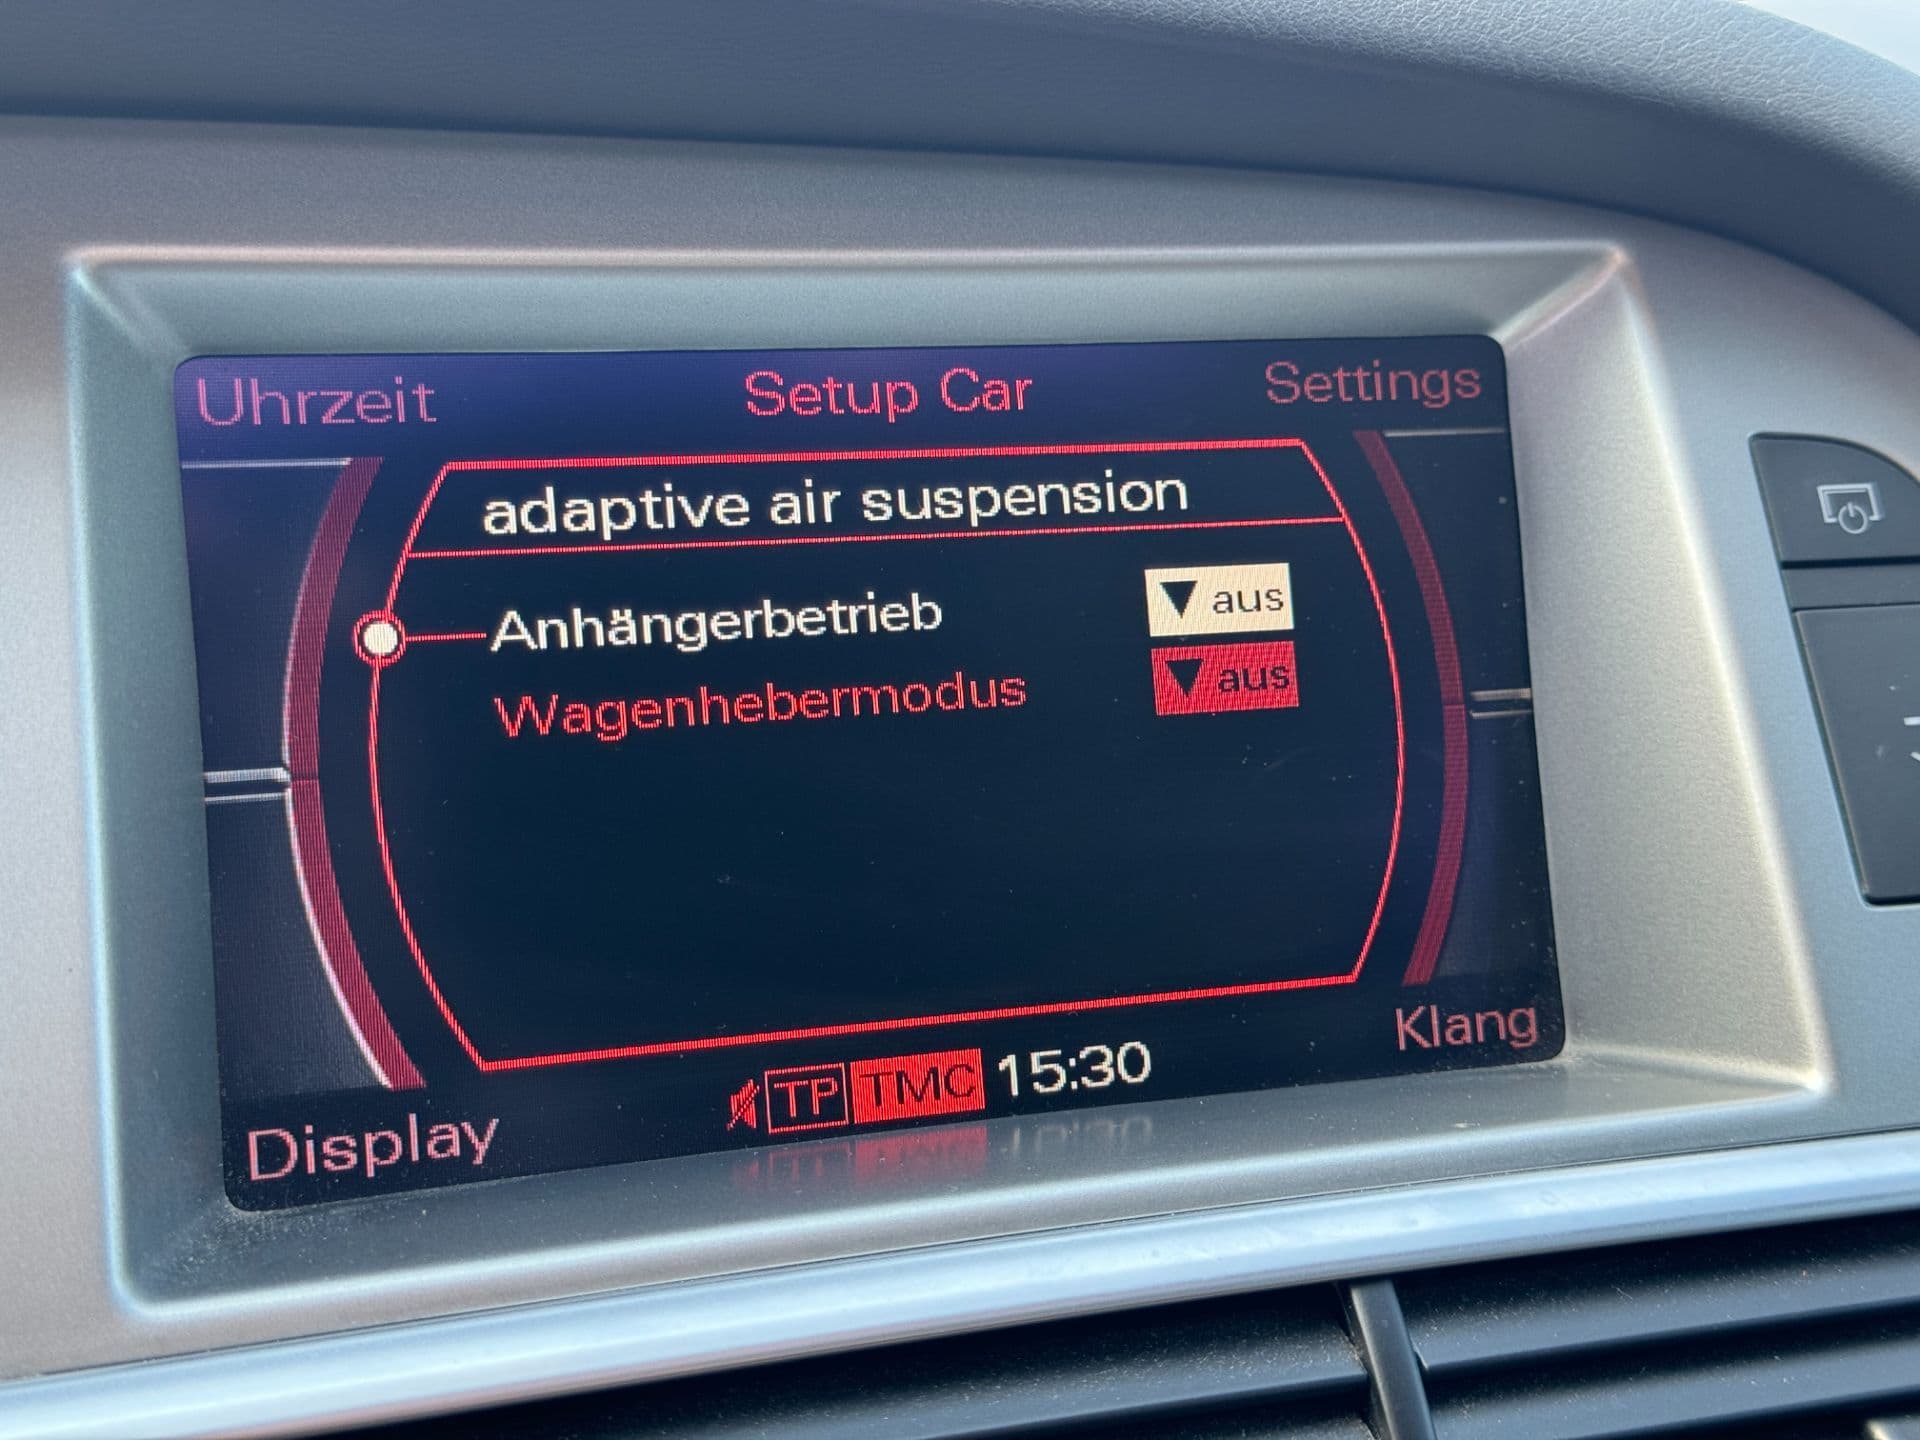 Uhrzeit Setup Car Settings
adaptive air suspension
Anhängerbetrieb ▼ aus
Wagenhebermodus ▼ aus
Klang
TP TMC 15:30
Display